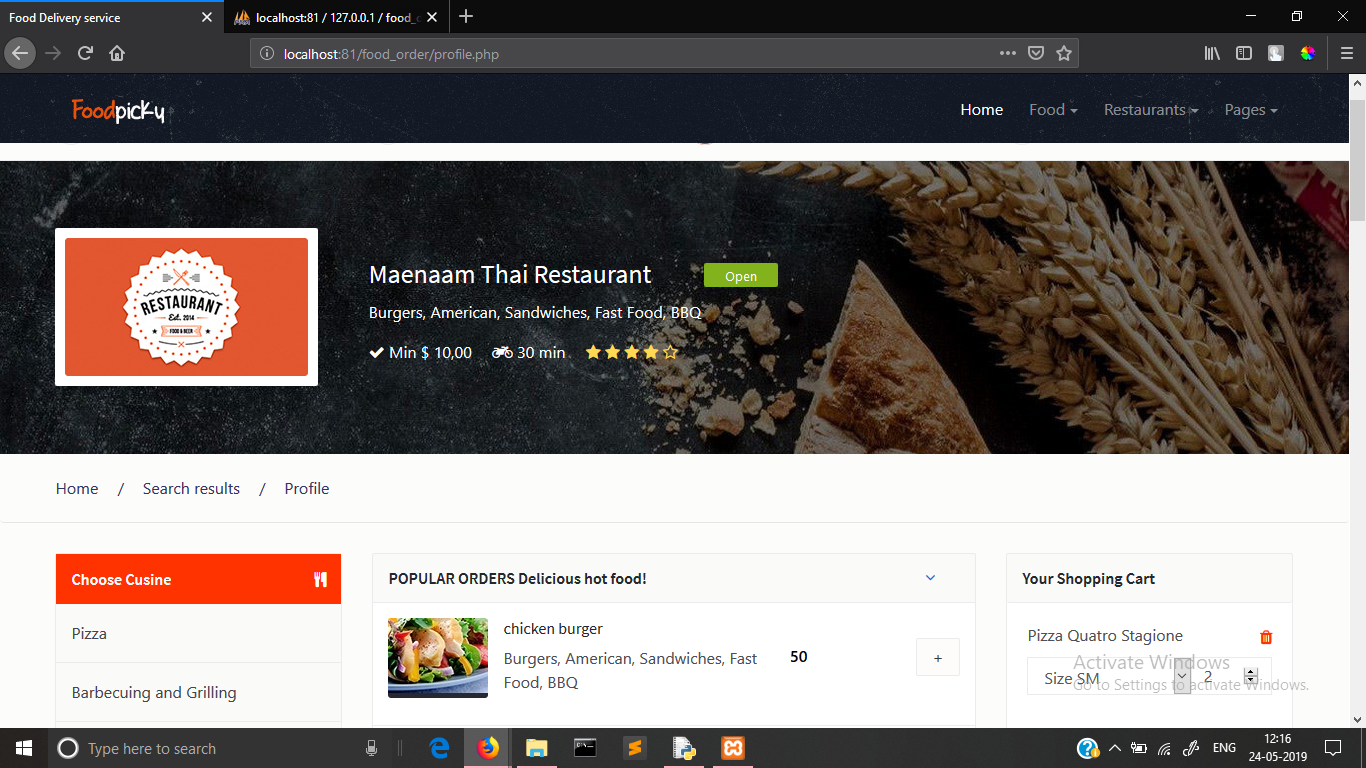 Food Delivery service
localhost:81 / 127.0.0.1 / food_o
localhost:81/food_order/profile.php
Foodpicky
Home Food Restaurants Pages
RESTAURANT
Est. 2014
FOOD & BEER
Maenaam Thai Restaurant Open
Burgers, American, Sandwiches, Fast Food, BBQ
Min $ 10,00 30 min
Home / Search results / Profile
Choose Cusine
Pizza
Barbecuing and Grilling
POPULAR ORDERS Delicious hot food!
chicken burger
Burgers, American, Sandwiches, Fast
Food, BBQ
50
+
Your Shopping Cart
Pizza Quatro Stagione
Size SM 2
Activate Windows
Go to Settings to activate Windows.
Type here to search
ENG
12:16
24-05-2019